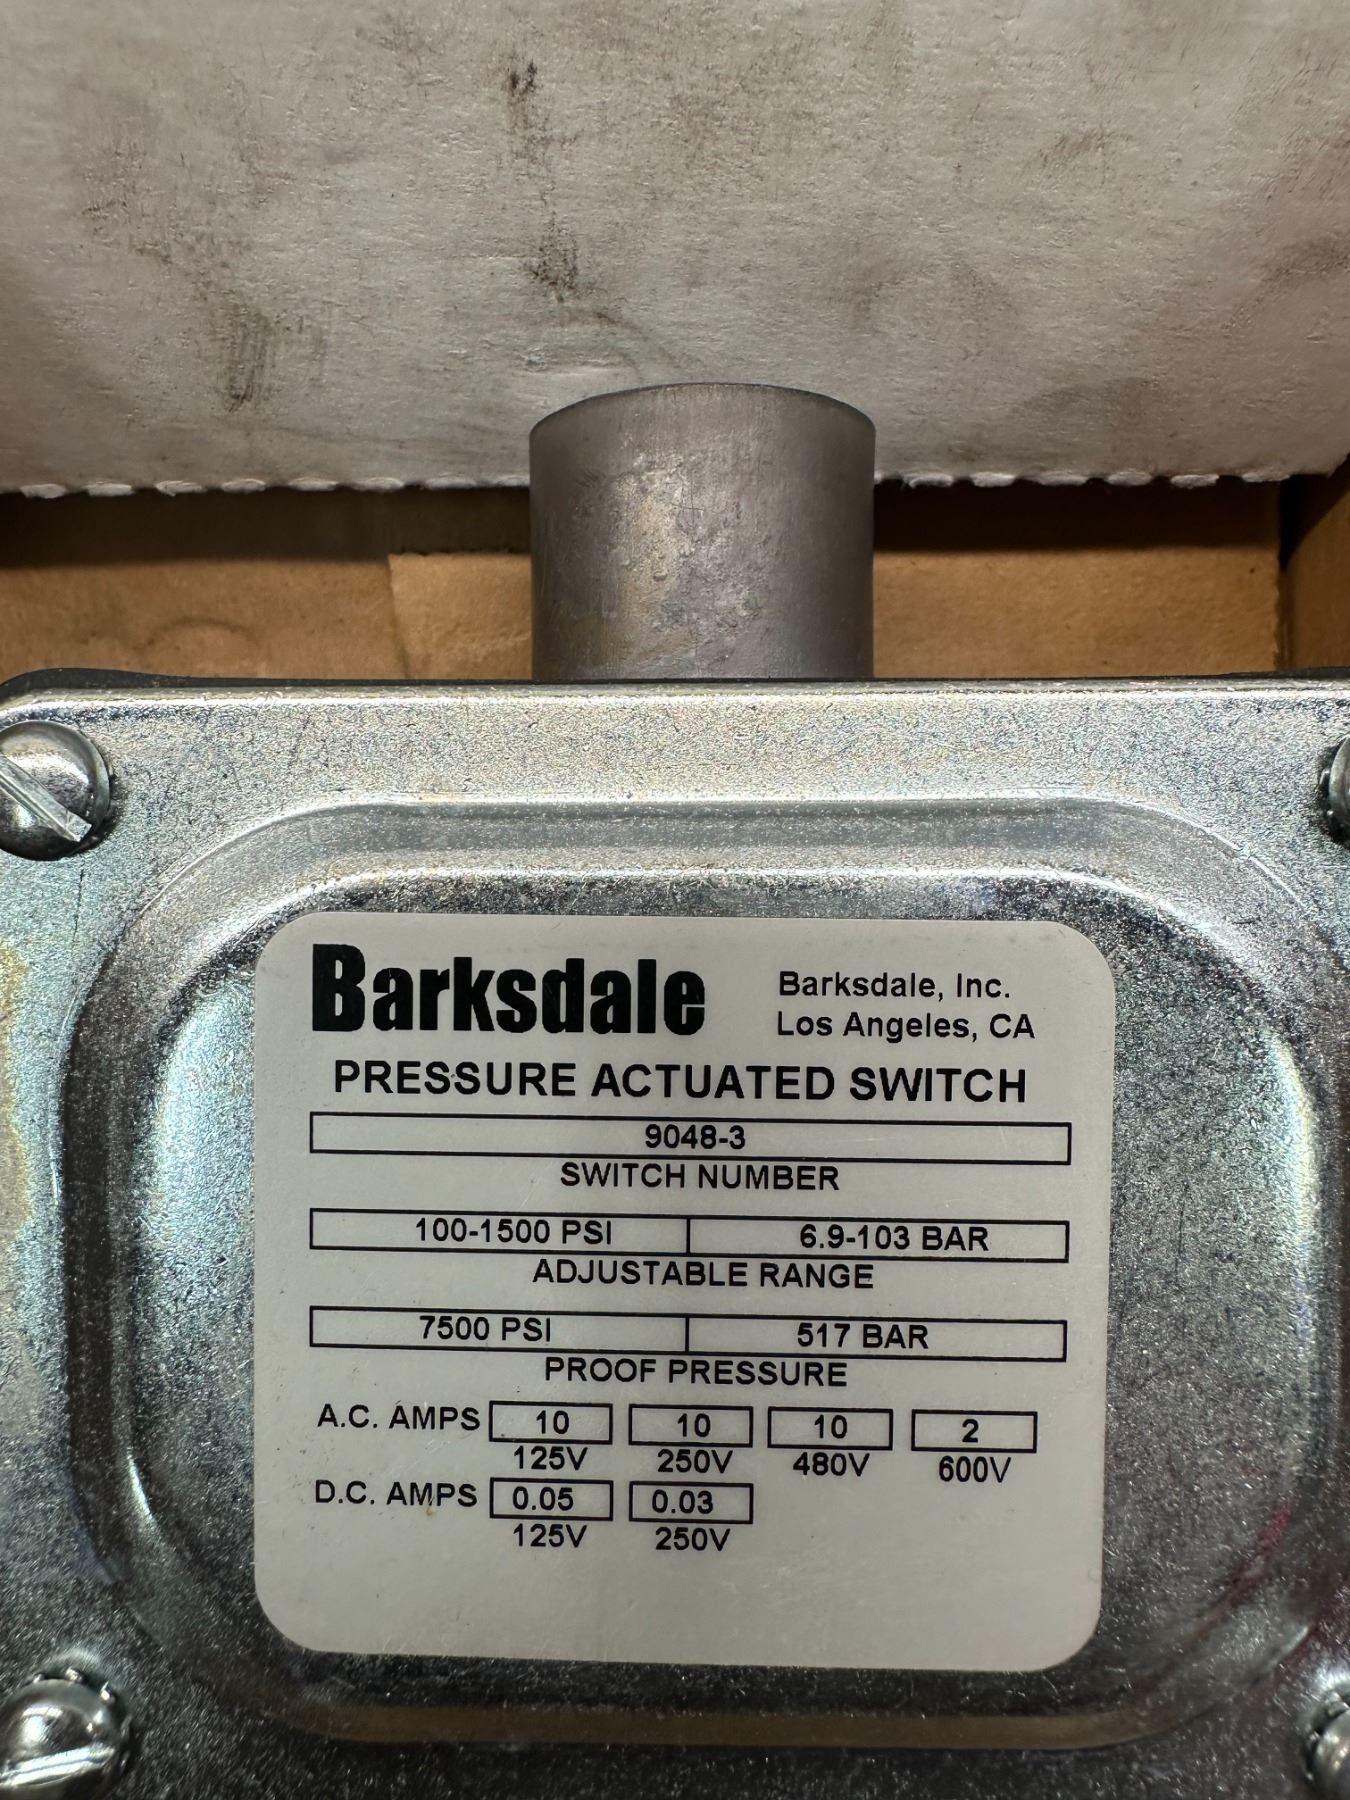 Barksdale
Barksdale, Inc.
Los Angeles, CA
PRESSURE ACTUATED SWITCH
9048-3
SWITCH NUMBER
100-1500 PSI 6.9-103 BAR
ADJUSTABLE RANGE
7500 PSI 517 BAR
PROOF PRESSURE
A.C. AMPS 10 10 10 2
125V 250V 480V 600V
D.C. AMPS 0.05 0.03
125V 250V